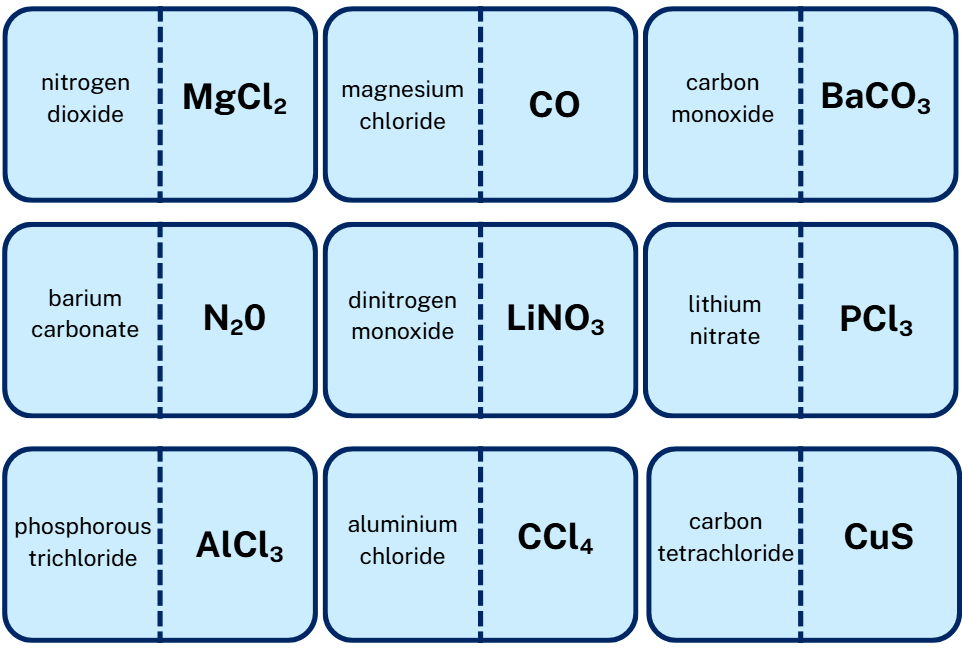 nitrogen
dioxide
MgCl₂
magnesium
chloride
CO
carbon
monoxide
BaCO₃
barium
carbonate
N₂0
dinitrogen
monoxide
LiNO₃
lithium
nitrate
PCl₃
phosphorous
trichloride
AlCl₃
aluminium
chloride
CCl₄
carbon
tetrachloride
CuS